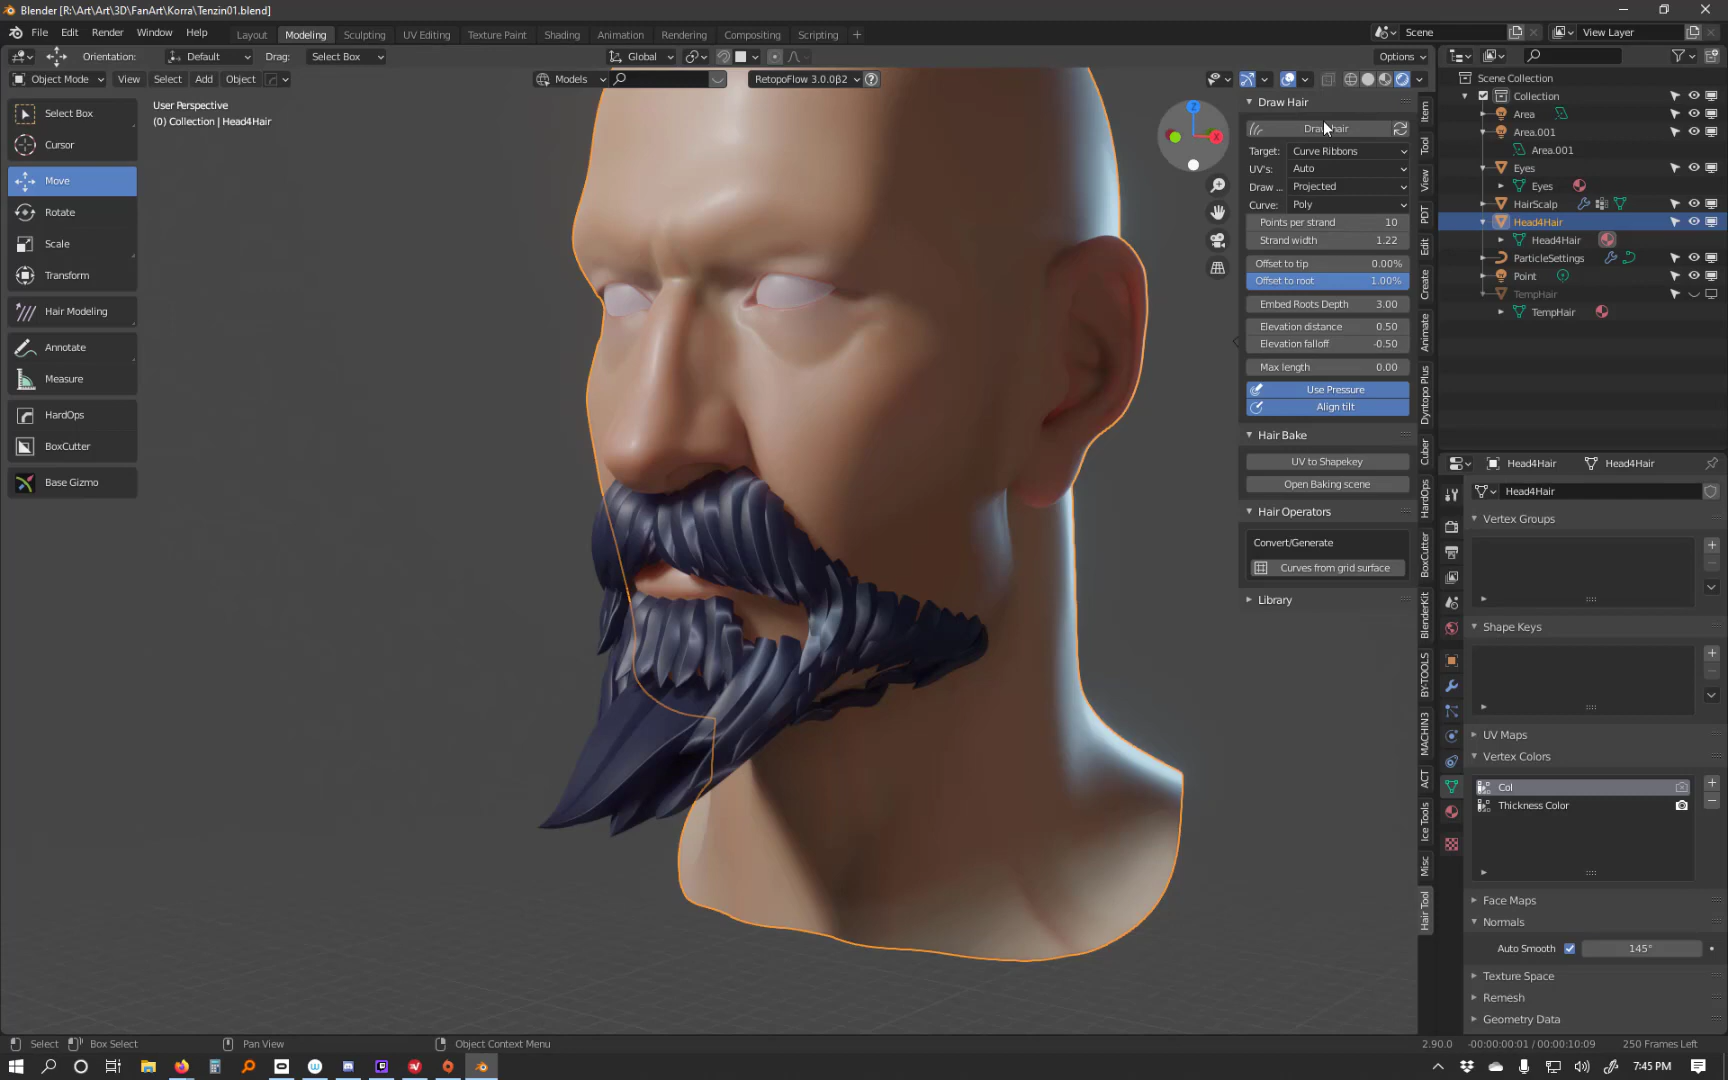 Blender [R:\Art\Art\3D\FanArt\Korra\Tenzin01.blend]
File Edit Render Window Help Layout Modeling Sculpting UV Editing Texture Paint Shading Animation Rendering Compositing Scripting + Scene View Layer
Orientation: Default Drag: Select Box Global Options
Object Mode View Select Add Object Models RetopoFlow 3.0.0β2 ?
User Perspective
(0) Collection | Head4Hair
Select Box
Cursor
Move
Rotate
Scale
Transform
Hair Modeling
Annotate
Measure
HardOps
BoxCutter
Base Gizmo
Z
X
Draw Hair
Target: Curve Ribbons
UV's: Auto
Draw ... Projected
Curve: Poly
Points per strand 10
Strand width 1.22
Offset to tip 0.00%
Offset to root 1.00%
Embed Roots Depth 3.00
Elevation distance 0.50
Elevation falloff -0.50
Max length 0.00
Use Pressure
Align tilt
Hair Bake
UV to Shapekey
Open Baking scene
Hair Operators
Convert/Generate
Curves from grid surface
Library
Item
Tool
View
PDT
Edit
Create
Animate
Dyntopo Plus
Cuber
HardOps
BoxCutter
BlenderKit
BY-TOOLS
MACHIN3
ACT
Ice Tools
Misc
Hair Tool
Scene Collection
Collection
Area
Area.001
Area.001
Eyes
Eyes
HairScalp
Head4Hair
Head4Hair
ParticleSettings
Point
TempHair
TempHair
Head4Hair Head4Hair
Head4Hair
Vertex Groups
Shape Keys
UV Maps
Vertex Colors
Col
Thickness Color
Face Maps
Normals
Auto Smooth 145°
Texture Space
Remesh
Geometry Data
Select Box Select Pan View Object Context Menu 2.90.0 -00:00:00:01 / 00:00:10:09 250 Frames Left
7:45 PM